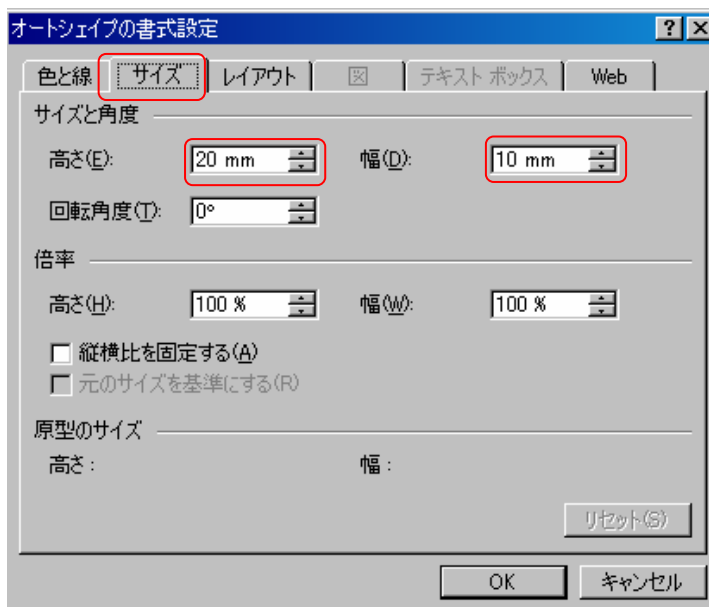 オートシェイプの書式設定
色と線 サイズ レイアウト 図 テキスト ボックス Web
サイズと角度
高さ(E): 20 mm 幅(D): 10 mm
回転角度(T): 0°
倍率
高さ(H): 100 % 幅(W): 100 %
縦横比を固定する(A)
元のサイズを基準にする(R)
原型のサイズ
高さ : 幅 :
リセット(S)
OK キャンセル